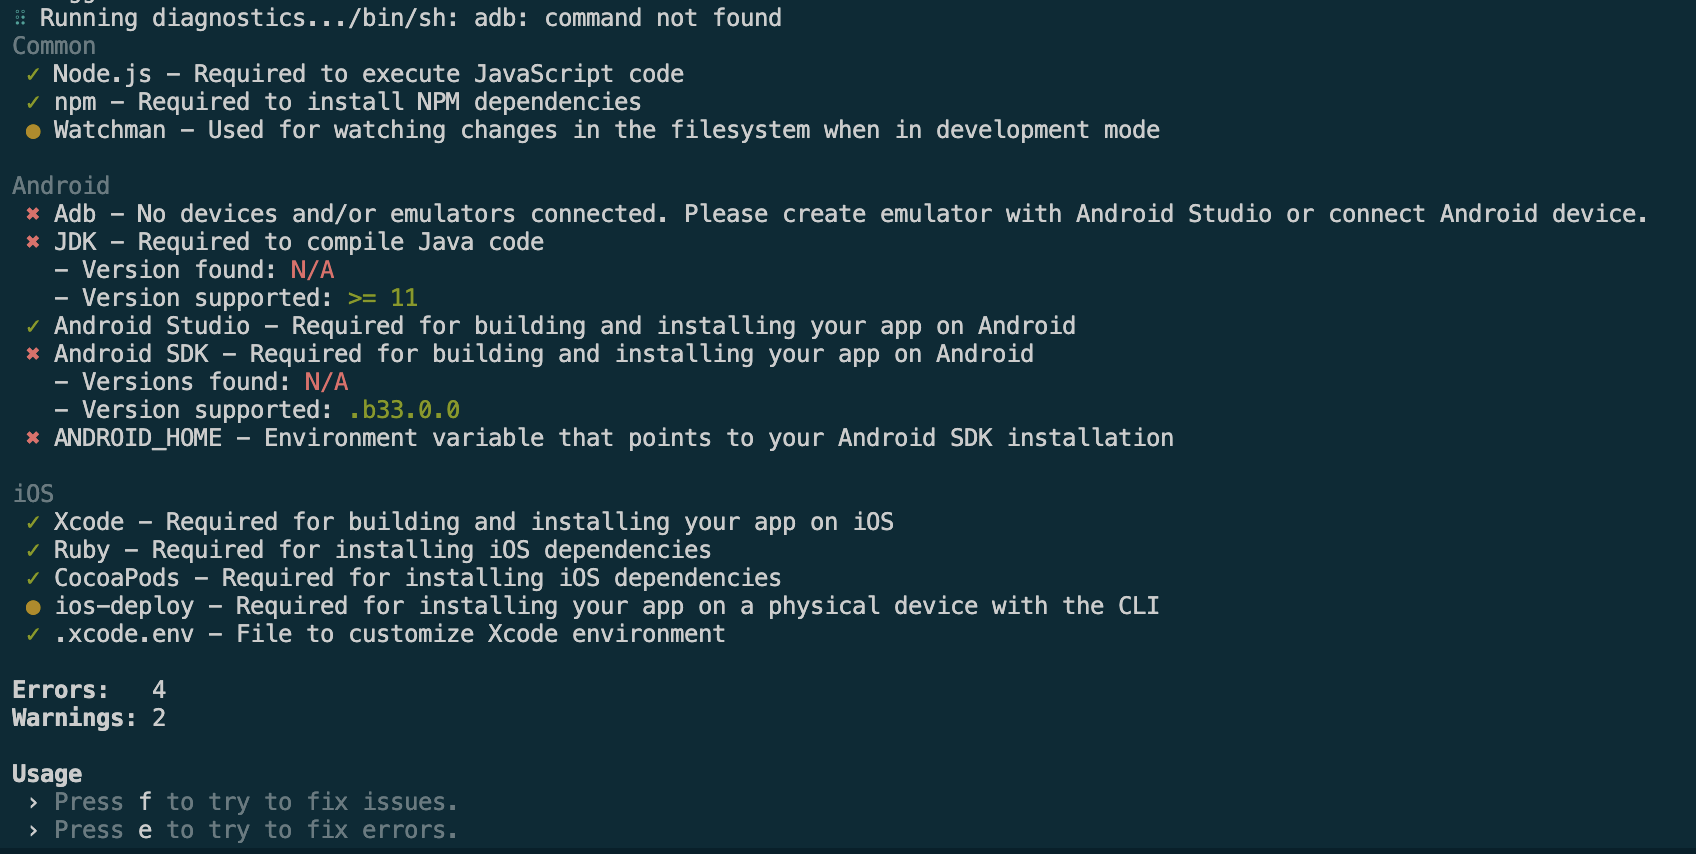 Running diagnostics.../bin/sh: adb: command not found
Common
✓ Node.js – Required to execute JavaScript code
✓ npm – Required to install NPM dependencies
● Watchman – Used for watching changes in the filesystem when in development mode
Android
✖ Adb – No devices and/or emulators connected. Please create emulator with Android Studio or connect Android device.
✖ JDK – Required to compile Java code
– Version found: N/A
– Version supported: >= 11
✓ Android Studio – Required for building and installing your app on Android
✖ Android SDK – Required for building and installing your app on Android
– Versions found: N/A
– Version supported: .b33.0.0
✖ ANDROID_HOME – Environment variable that points to your Android SDK installation
iOS
✓ Xcode – Required for building and installing your app on iOS
✓ Ruby – Required for installing iOS dependencies
✓ CocoaPods – Required for installing iOS dependencies
● ios-deploy – Required for installing your app on a physical device with the CLI
✓ .xcode.env – File to customize Xcode environment
Errors: 4
Warnings: 2
Usage
› Press f to try to fix issues.
› Press e to try to fix errors.